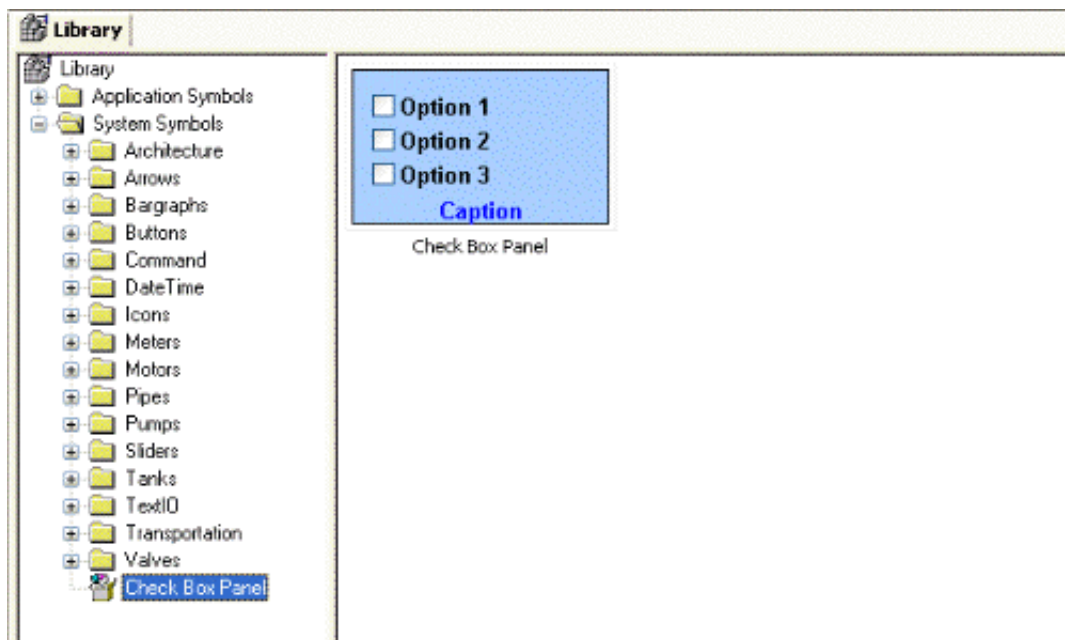 Library
Library
Application Symbols
System Symbols
Architecture
Arrows
Bargraphs
Buttons
Command
DateTime
Icons
Meters
Motors
Pipes
Pumps
Sliders
Tanks
TextIO
Transportation
Valves
Check Box Panel
Option 1
Option 2
Option 3
Caption
Check Box Panel